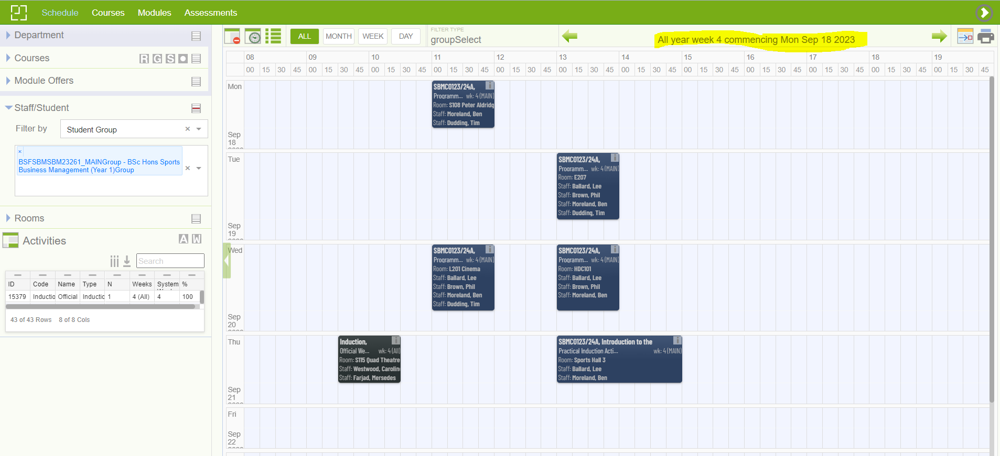 Schedule Courses Modules Assessments
Department
Courses R G S
Module Offers
Staff/Student
Filter by Student Group × 
× 
BSFSBMSBM23261_MAINGroup - BSc Hons Sports
Business Management (Year 1)Group ×
Rooms
Activities A W
Search
ID Code Name Type N Weeks System %
15379 Inductio Official Inductio 1 4 (All) 4 100
43 of 43 Rows 8 of 8 Cols
ALL MONTH WEEK DAY
FILTER TYPE
groupSelect
All year week 4 commencing Mon Sep 18 2023
08 09 10 11 12 13 14 15 16 17 18 19
00 15 30 45 00 15 30 45 00 15 30 45 00 15 30 45 00 15 30 45 00 15 30 45 00 15 30 45 00 15 30 45 00 15 30 45 00 15 30 45 00 15 30 45 00 15 30 45
Mon
Sep
18
SBMC0123/24A, i
Programm... wk: 4 (MAIN)
Room: S108 Peter Aldridg
Staff: Moreland, Ben
Staff: Dudding, Tim
Tue
Sep
19
SBMC0123/24A, i
Programm... wk: 4 (MAIN)
Room: E207
Staff: Ballard, Lee
Staff: Brown, Phil
Staff: Moreland, Ben
Staff: Dudding, Tim
Wed
Sep
20
SBMC0123/24A, i
Programm... wk: 4 (MAIN)
Room: L201 Cinema
Staff: Ballard, Lee
Staff: Brown, Phil
Staff: Moreland, Ben
Staff: Dudding, Tim
SBMC0123/24A, i
Programm... wk: 4 (MAIN)
Room: HDC101
Staff: Ballard, Lee
Staff: Brown, Phil
Staff: Moreland, Ben
Thu
Sep
21
Induction, i
Official We... wk: 4 (All)
Room: S115 Quad Theatre
Staff: Westwood, Carolin
Staff: Farjad, Mersedes
SBMC0123/24A, Introduction to the i
Practical Induction Acti... wk: 4 (MAIN)
Room: Sports Hall 3
Staff: Ballard, Lee
Staff: Moreland, Ben
Fri
Sep
22